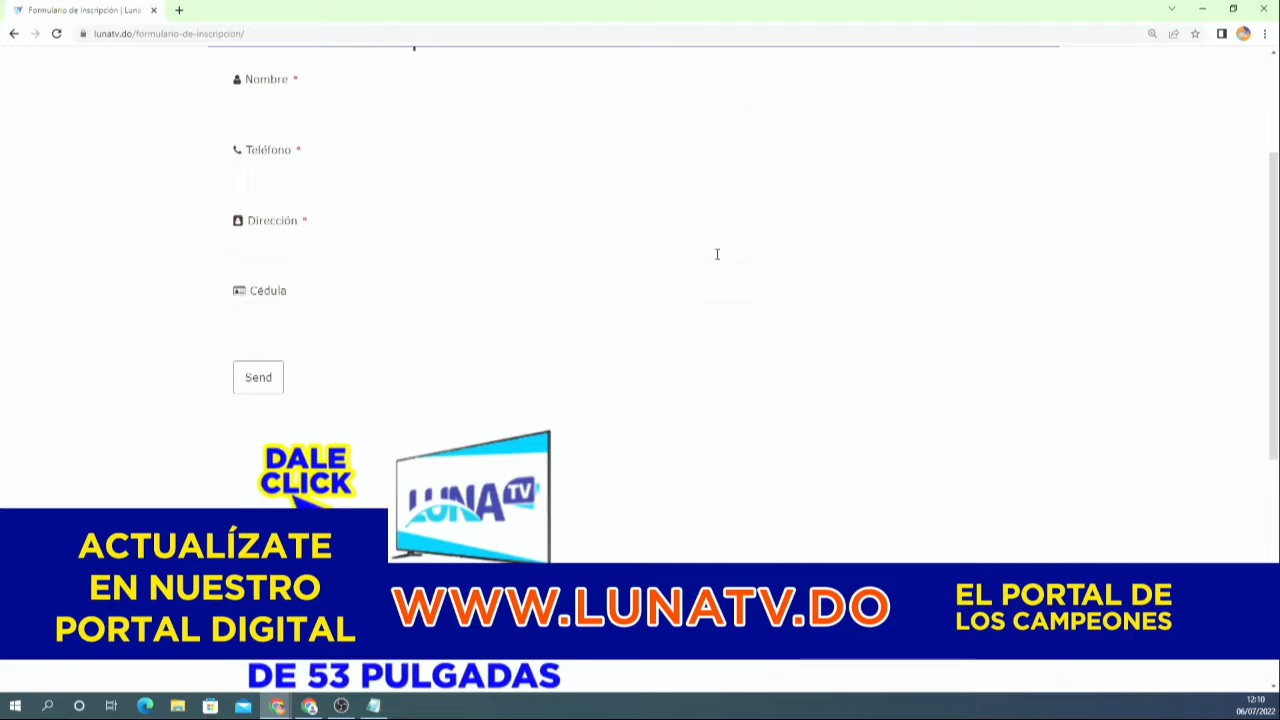 Formulario de Inscripción | Luna
lunatv.do/formulario-de-inscripcion/
Nombre *
Teléfono *
Dirección *
Cédula
Send
DALE
CLICK
LUNA TV
ACTUALÍZATE
EN NUESTRO
PORTAL DIGITAL
WWW.LUNATV.DO
EL PORTAL DE
LOS CAMPEONES
DE 53 PULGADAS
12:10
06/07/2022